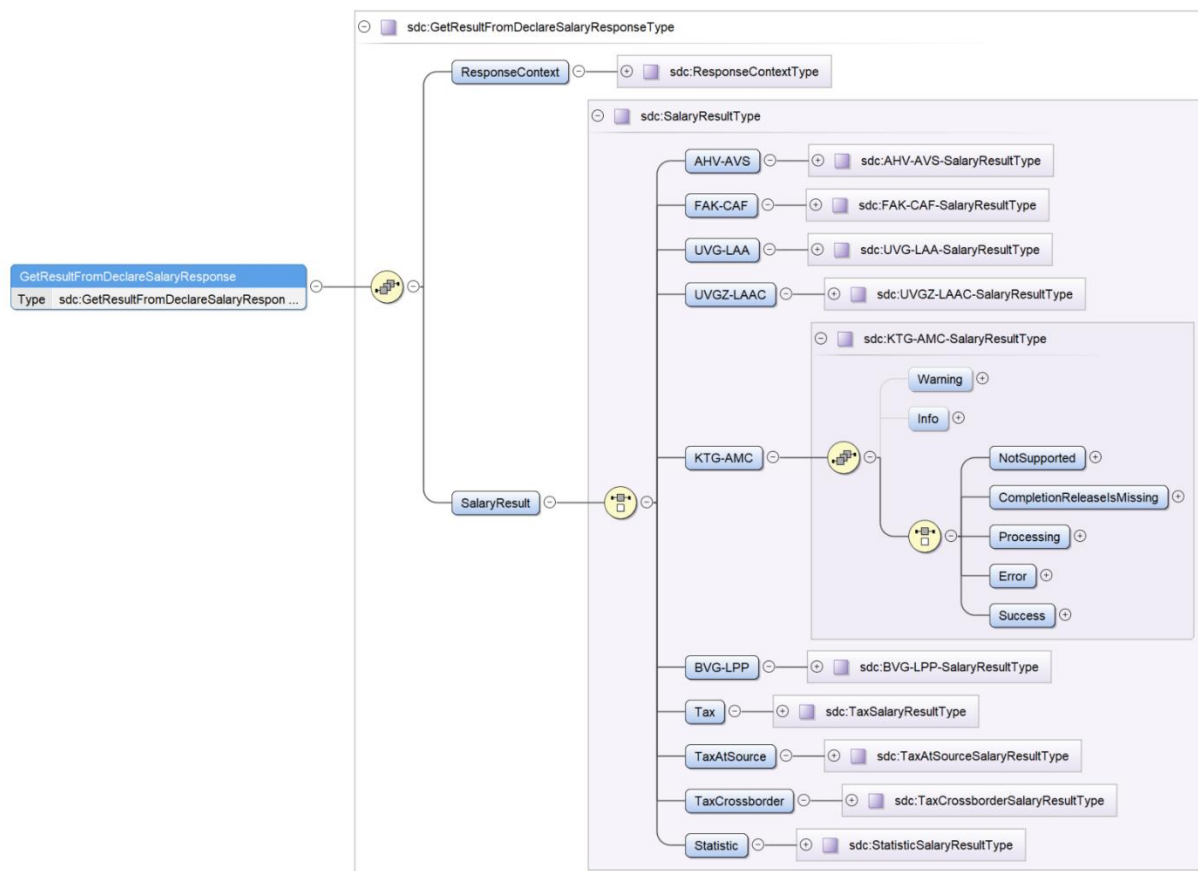 sdc:GetResultFromDeclareSalaryResponseType
ResponseContext
sdc:ResponseContextType
sdc:SalaryResultType
AHV-AVS
sdc:AHV-AVS-SalaryResultType
FAK-CAF
sdc:FAK-CAF-SalaryResultType
UVG-LAA
sdc:UVG-LAA-SalaryResultType
GetResultFromDeclareSalaryResponse
Type sdc:GetResultFromDeclareSalaryRespon ...
UVGZ-LAAC
sdc:UVGZ-LAAC-SalaryResultType
sdc:KTG-AMC-SalaryResultType
Warning
Info
KTG-AMC
NotSupported
CompletionReleaseIsMissing
SalaryResult
Processing
Error
Success
BVG-LPP
sdc:BVG-LPP-SalaryResultType
Tax
sdc:TaxSalaryResultType
TaxAtSource
sdc:TaxAtSourceSalaryResultType
TaxCrossborder
sdc:TaxCrossborderSalaryResultType
Statistic
sdc:StatisticSalaryResultType